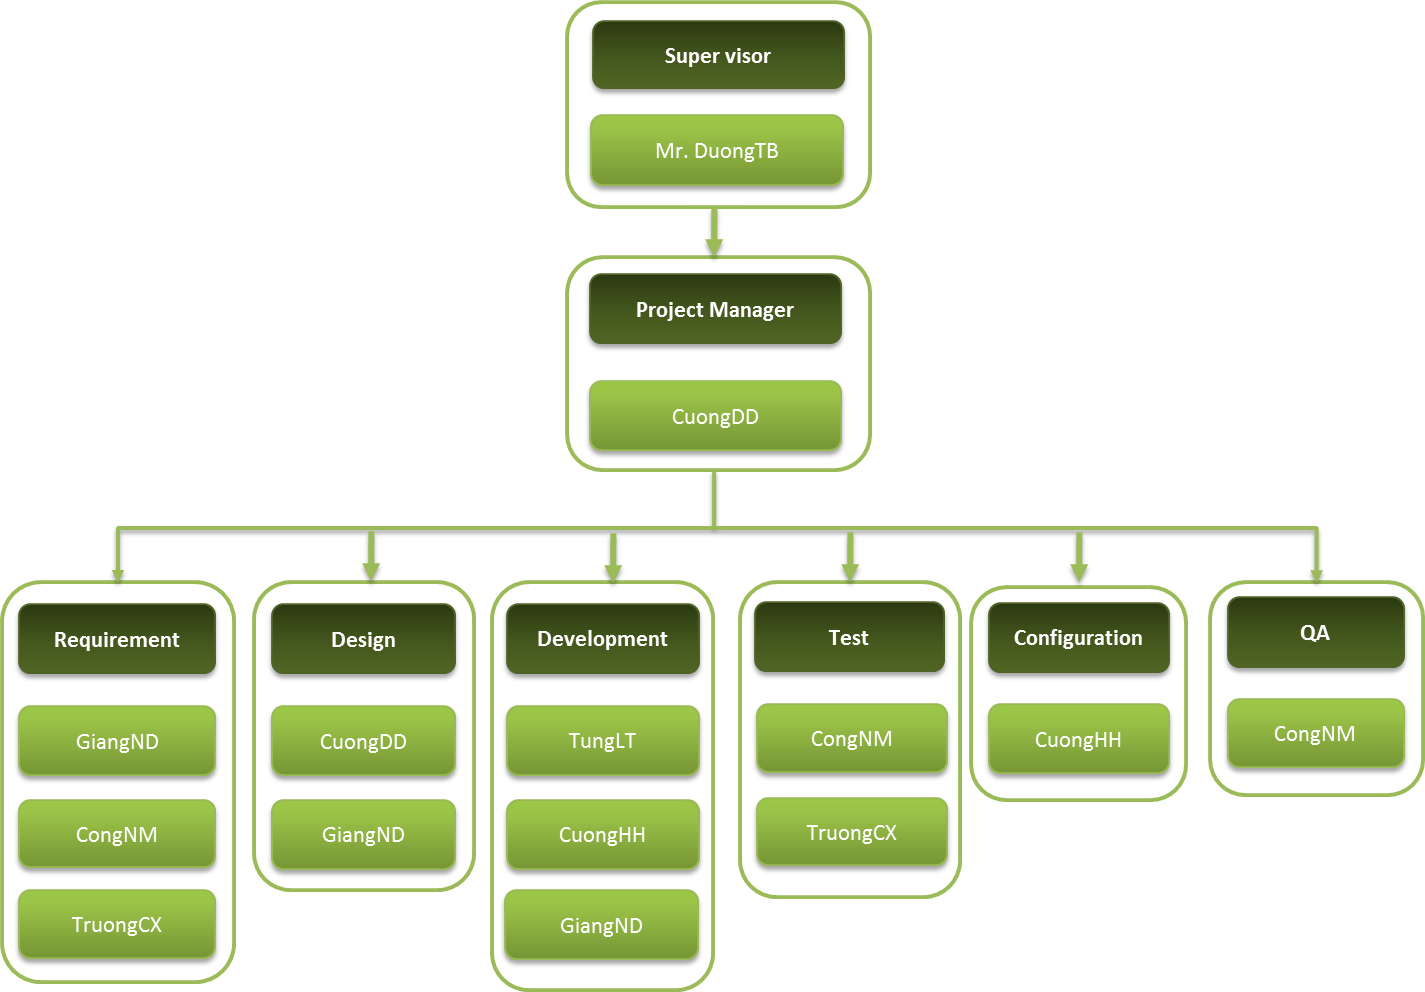 Super visor
Mr. DuongTB
Project Manager
CuongDD
Requirement
GiangND
CongNM
TruongCX
Design
CuongDD
GiangND
Development
TungLT
CuongHH
GiangND
Test
CongNM
TruongCX
Configuration
CuongHH
QA
CongNM